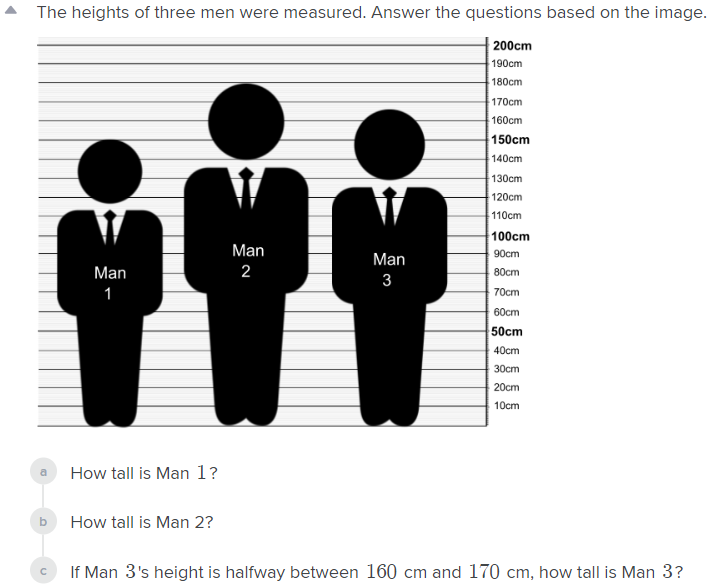 The heights of three men were measured. Answer the questions based on the image.
200cm
190cm
180cm
170cm
160cm
150cm
140cm
130cm
120cm
110cm
100cm
90cm
80cm
70cm
60cm
50cm
40cm
30cm
20cm
10cm
Man
1
Man
2
Man
3
a How tall is Man 1?
b How tall is Man 2?
c If Man 3's height is halfway between 160 cm and 170 cm, how tall is Man 3?